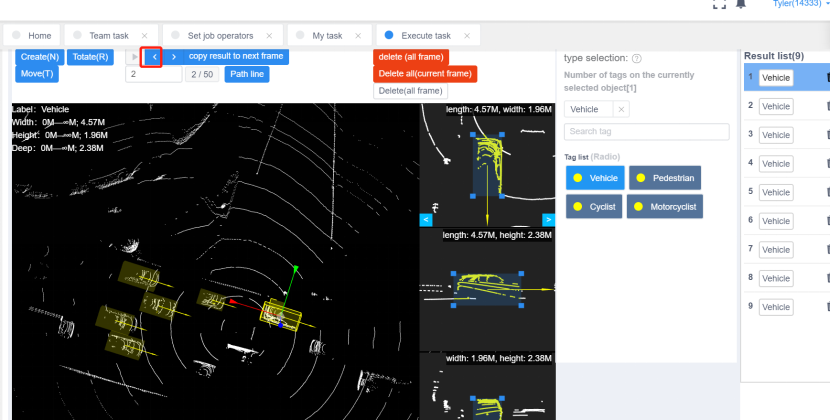 Tyler(14333)
Home
Team task ×
Set job operators ×
My task ×
Execute task ×
Create(N) Totate(R) < > copy result to next frame delete (all frame)
Move(T) 2 2 / 50 Path line Delete all(current frame)
Delete(all frame)
type selection: ?
Number of tags on the currently
selected object[1]
Vehicle ×
Search tag
Tag list (Radio)
Vehicle
Pedestrian
Cyclist
Motorcyclist
Result list(9)
1 Vehicle
2 Vehicle
3 Vehicle
4 Vehicle
5 Vehicle
6 Vehicle
7 Vehicle
8 Vehicle
9 Vehicle
Label: Vehicle
Width: 0M—∞M; 4.57M
Height: 0M—∞M; 1.96M
Deep: 0M—∞M; 2.38M
length: 4.57M, width: 1.96M
< >
length: 4.57M, height: 2.38M
width: 1.96M, height: 2.38M